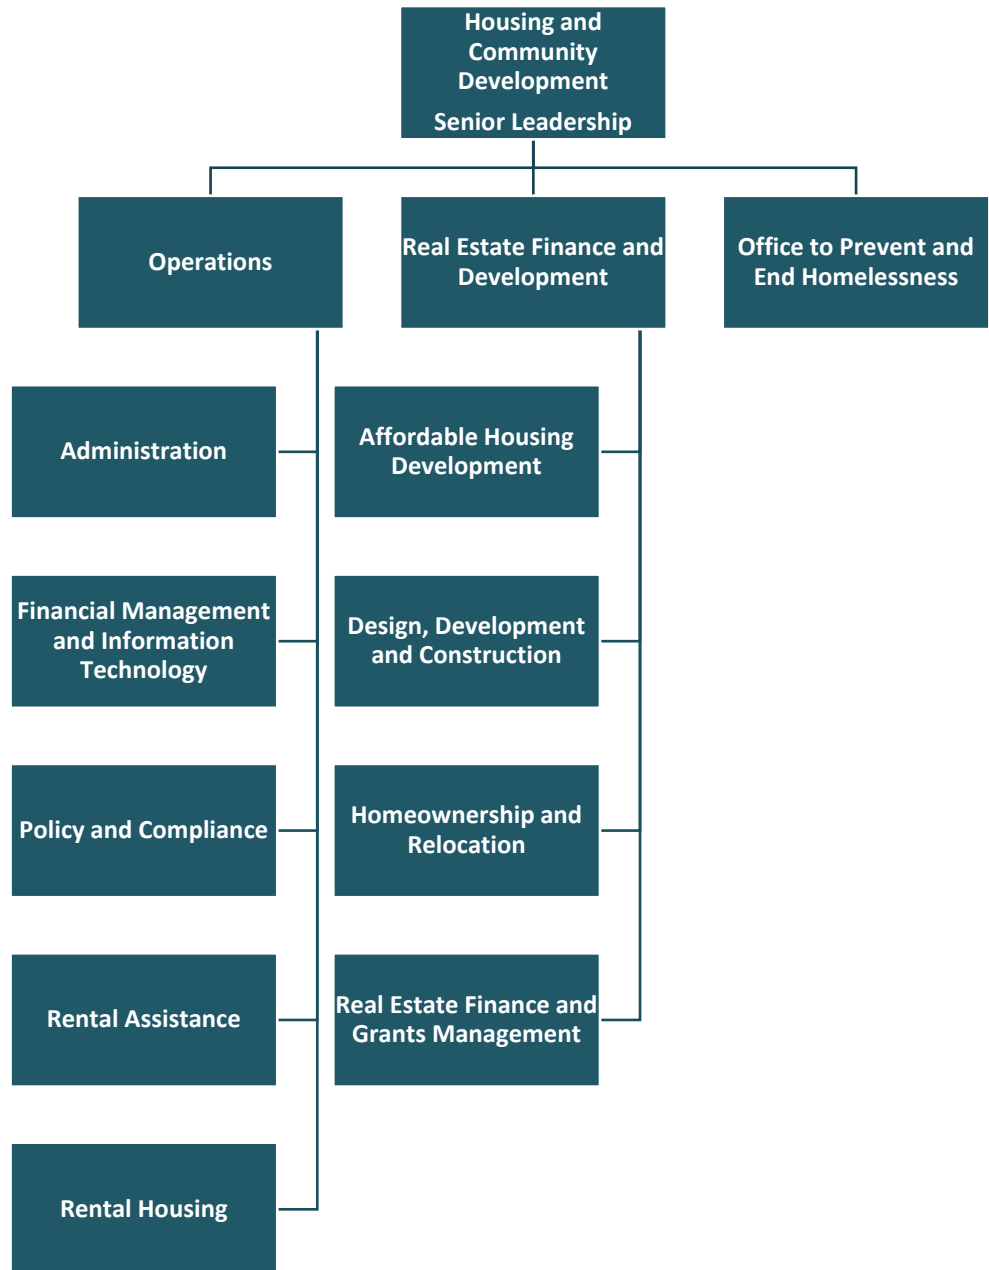 Housing and
Community
Development
Senior Leadership
Operations
Real Estate Finance and
Development
Office to Prevent and
End Homelessness
Administration
Affordable Housing
Development
Financial Management
and Information
Technology
Design, Development
and Construction
Policy and Compliance
Homeownership and
Relocation
Rental Assistance
Real Estate Finance and
Grants Management
Rental Housing